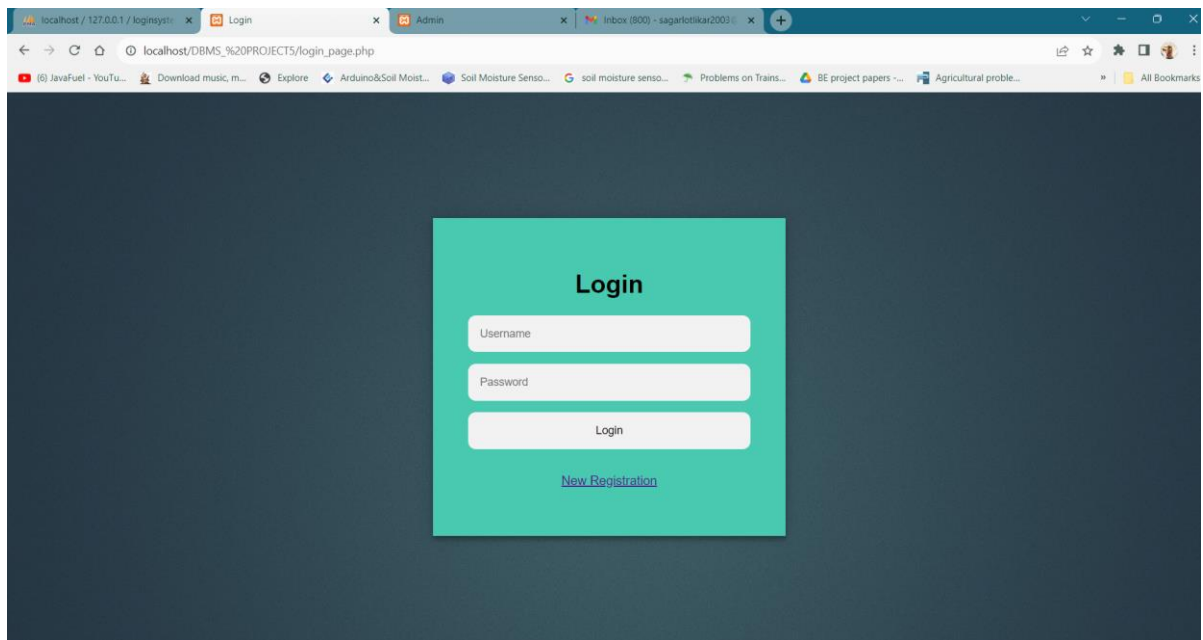 localhost / 127.0.0.1 / loginsyste
Login
Admin
Inbox (800) - sagarlotlikar2003@
localhost/DBMS_%20PROJECT5/login_page.php
(6) JavaFuel - YouTu...
Download music, m...
Explore
Arduino&Soil Moist...
Soil Moisture Senso...
soil moisture senso...
Problems on Trains...
BE project papers -...
Agricultural proble...
»
All Bookmarks
Login
Username
Password
Login
New Registration